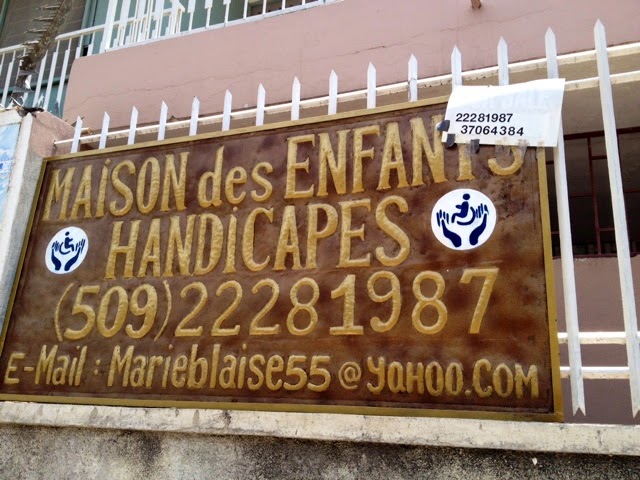 22281987
37064384
MAiSON des ENFANTS
HANDiCAPES
(509) 22281987
E-Mail : Marieblaise55@yahoo.com